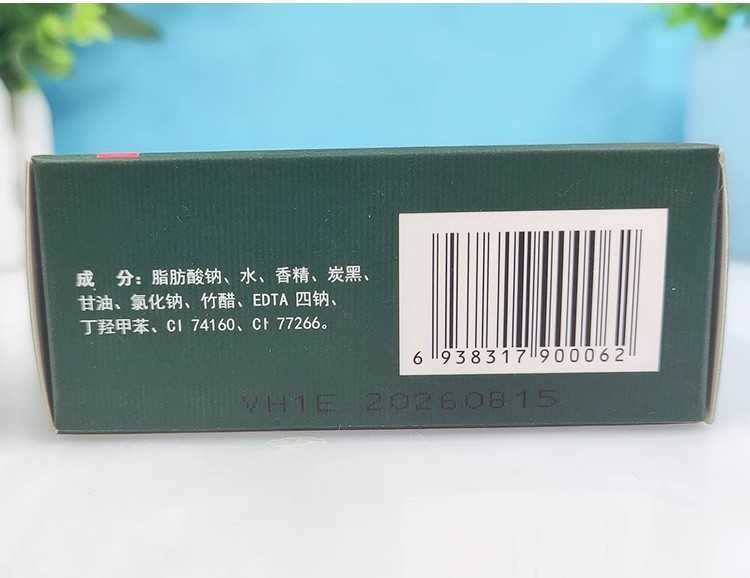 成 分：脂肪酸钠、水、香精、炭黑、
甘油、氯化钠、竹醋、EDTA 四钠、
丁羟甲苯、CI 74160、CI 77266。
6 938317 900062
YH1E 20260815